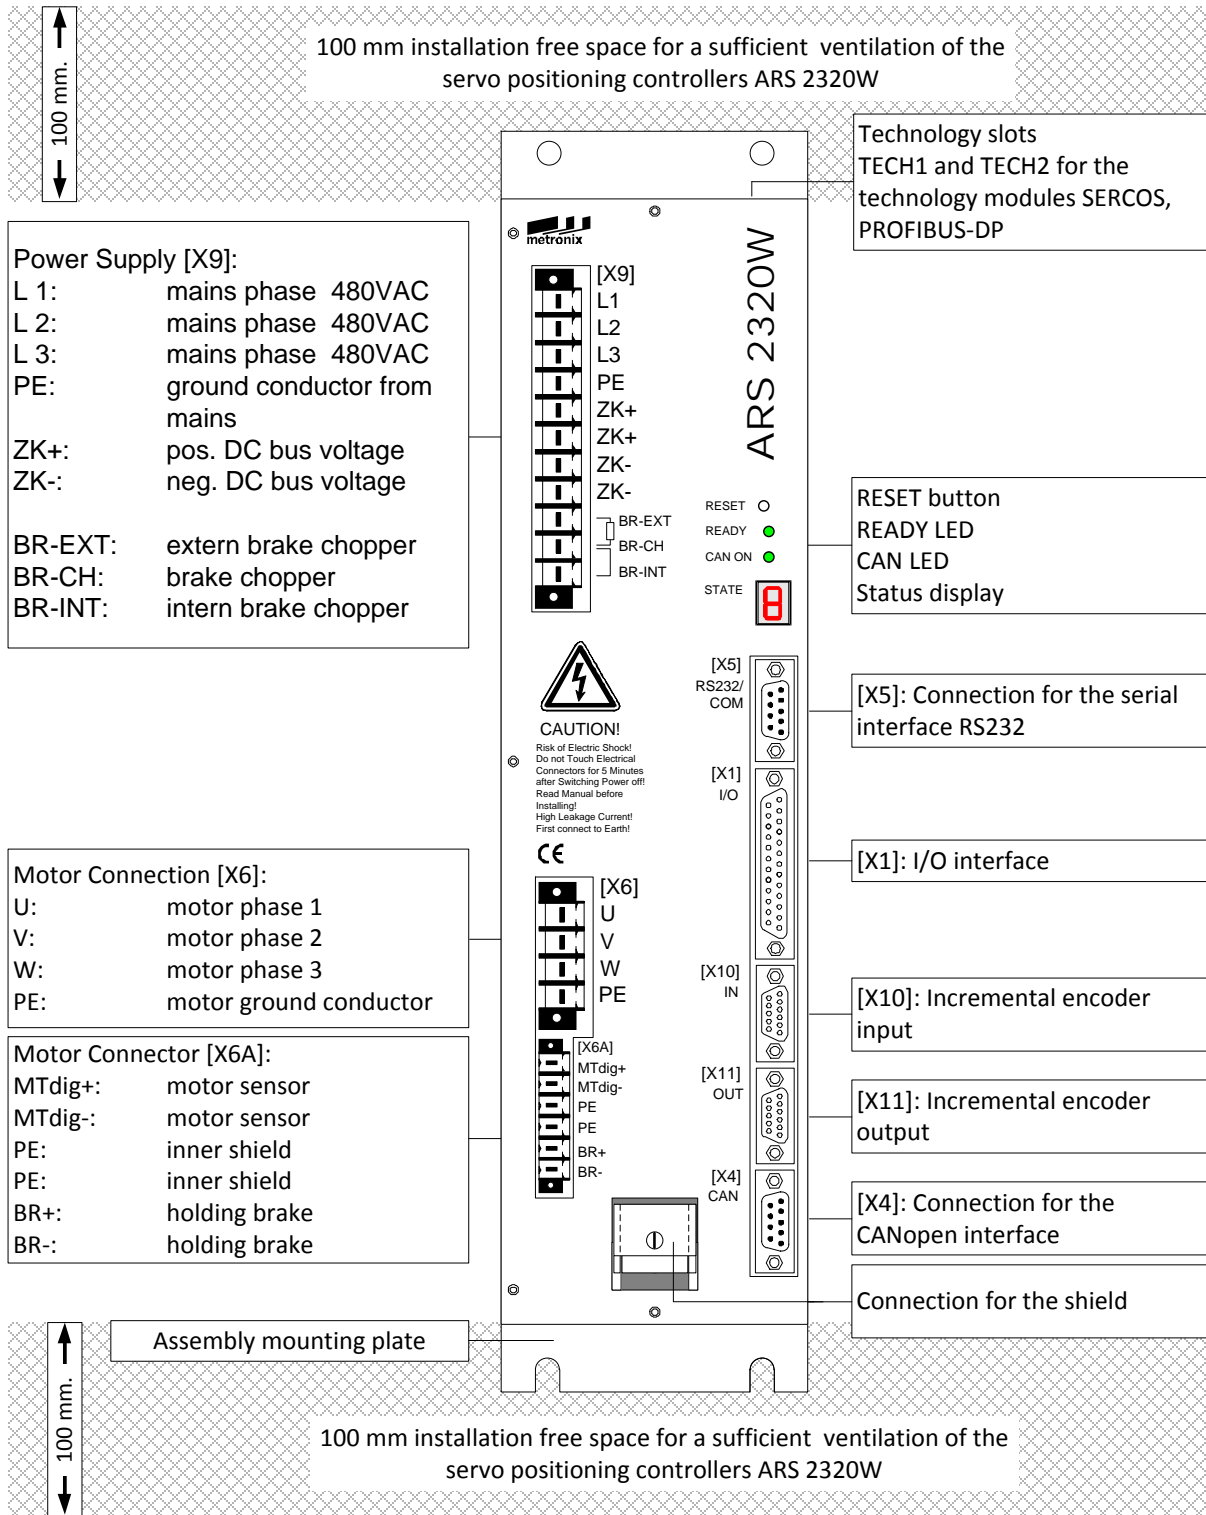 100 mm.
100 mm installation free space for a sufficient ventilation of the
servo positioning controllers ARS 2320W
Technology slots
TECH1 and TECH2 for the
technology modules SERCOS,
PROFIBUS-DP
Power Supply [X9]:
L 1: mains phase 480VAC
L 2: mains phase 480VAC
L 3: mains phase 480VAC
PE: ground conductor from
mains
ZK+: pos. DC bus voltage
ZK-: neg. DC bus voltage
BR-EXT: extern brake chopper
BR-CH: brake chopper
BR-INT: intern brake chopper
metronix
ARS 2320W
[X9]
L1
L2
L3
PE
ZK+
ZK+
ZK-
ZK-
BR-EXT
BR-CH
BR-INT
RESET
READY
CAN ON
STATE
8
RESET button
READY LED
CAN LED
Status display
CAUTION!
Risk of Electric Shock!
Do not Touch Electrical
Connectors for 5 Minutes
after Switching Power off!
Read Manual before
Installing!
High Leakage Current!
First connect to Earth!
CE
[X5]
RS232/
COM
[X5]: Connection for the serial
interface RS232
[X1]
I/O
[X1]: I/O interface
Motor Connection [X6]:
U: motor phase 1
V: motor phase 2
W: motor phase 3
PE: motor ground conductor
[X6]
U
V
W
PE
[X10]
IN
[X10]: Incremental encoder
input
Motor Connector [X6A]:
MTdig+: motor sensor
MTdig-: motor sensor
PE: inner shield
PE: inner shield
BR+: holding brake
BR-: holding brake
[X6A]
MTdig+
MTdig-
PE
PE
BR+
BR-
[X11]
OUT
[X11]: Incremental encoder
output
[X4]
CAN
[X4]: Connection for the
CANopen interface
Connection for the shield
Assembly mounting plate
100 mm.
100 mm installation free space for a sufficient ventilation of the
servo positioning controllers ARS 2320W